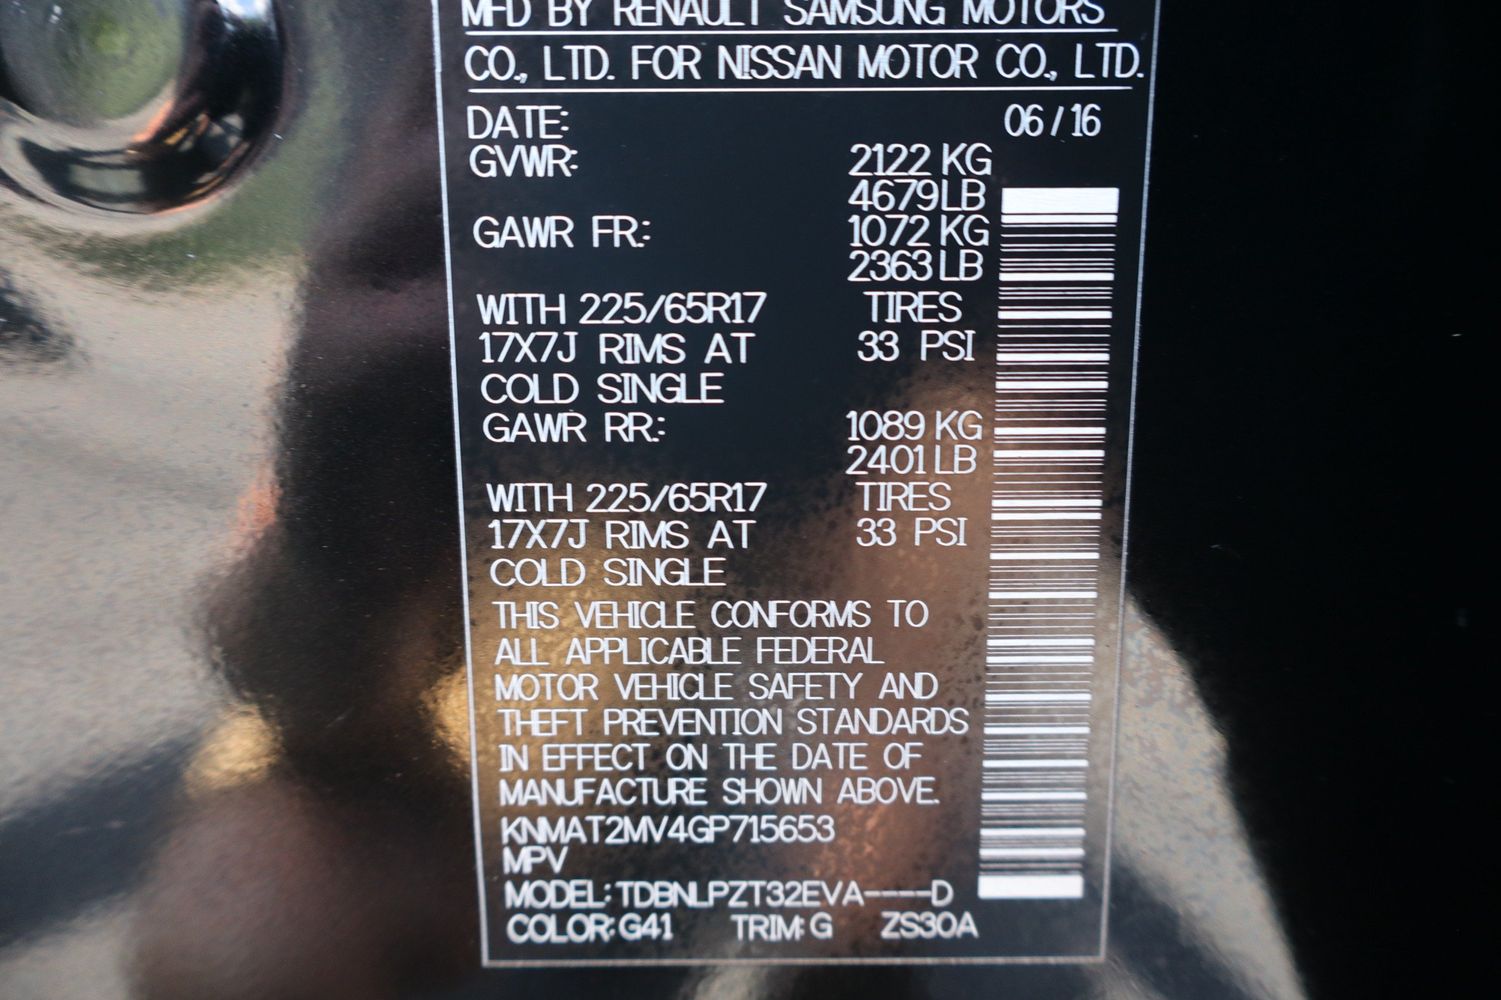 MFD BY RENAULT SAMSUNG MOTORS
CO., LTD. FOR NISSAN MOTOR CO., LTD.
DATE: 06 / 16
GVWR: 2122 KG
4679 LB
GAWR FR.: 1072 KG
2363 LB
WITH 225/65R17 TIRES
17X7J RIMS AT 33 PSI
COLD SINGLE
GAWR RR.: 1089 KG
2401 LB
WITH 225/65R17 TIRES
17X7J RIMS AT 33 PSI
COLD SINGLE
THIS VEHICLE CONFORMS TO
ALL APPLICABLE FEDERAL
MOTOR VEHICLE SAFETY AND
THEFT PREVENTION STANDARDS
IN EFFECT ON THE DATE OF
MANUFACTURE SHOWN ABOVE.
KNMAT2MV4GP715653
MPV
MODEL: TDBNLPZT32EVA----D
COLOR: G41 TRIM: G ZS30A